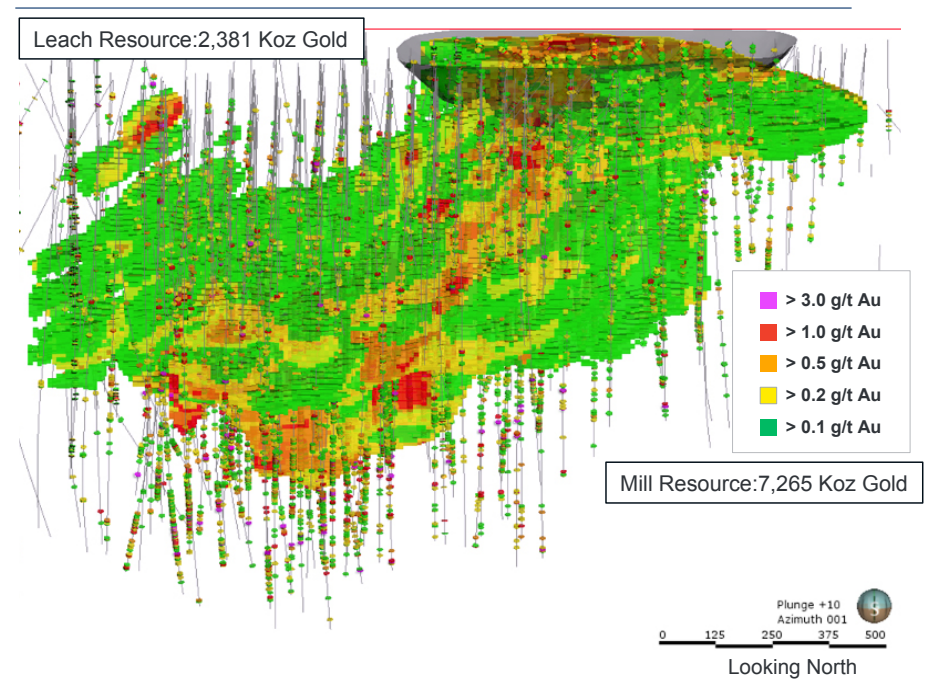 Leach Resource:2,381 Koz Gold
> 3.0 g/t Au
> 1.0 g/t Au
> 0.5 g/t Au
> 0.2 g/t Au
> 0.1 g/t Au
Mill Resource:7,265 Koz Gold
Plunge +10
Azimuth 001
0 125 250 375 500
Looking North